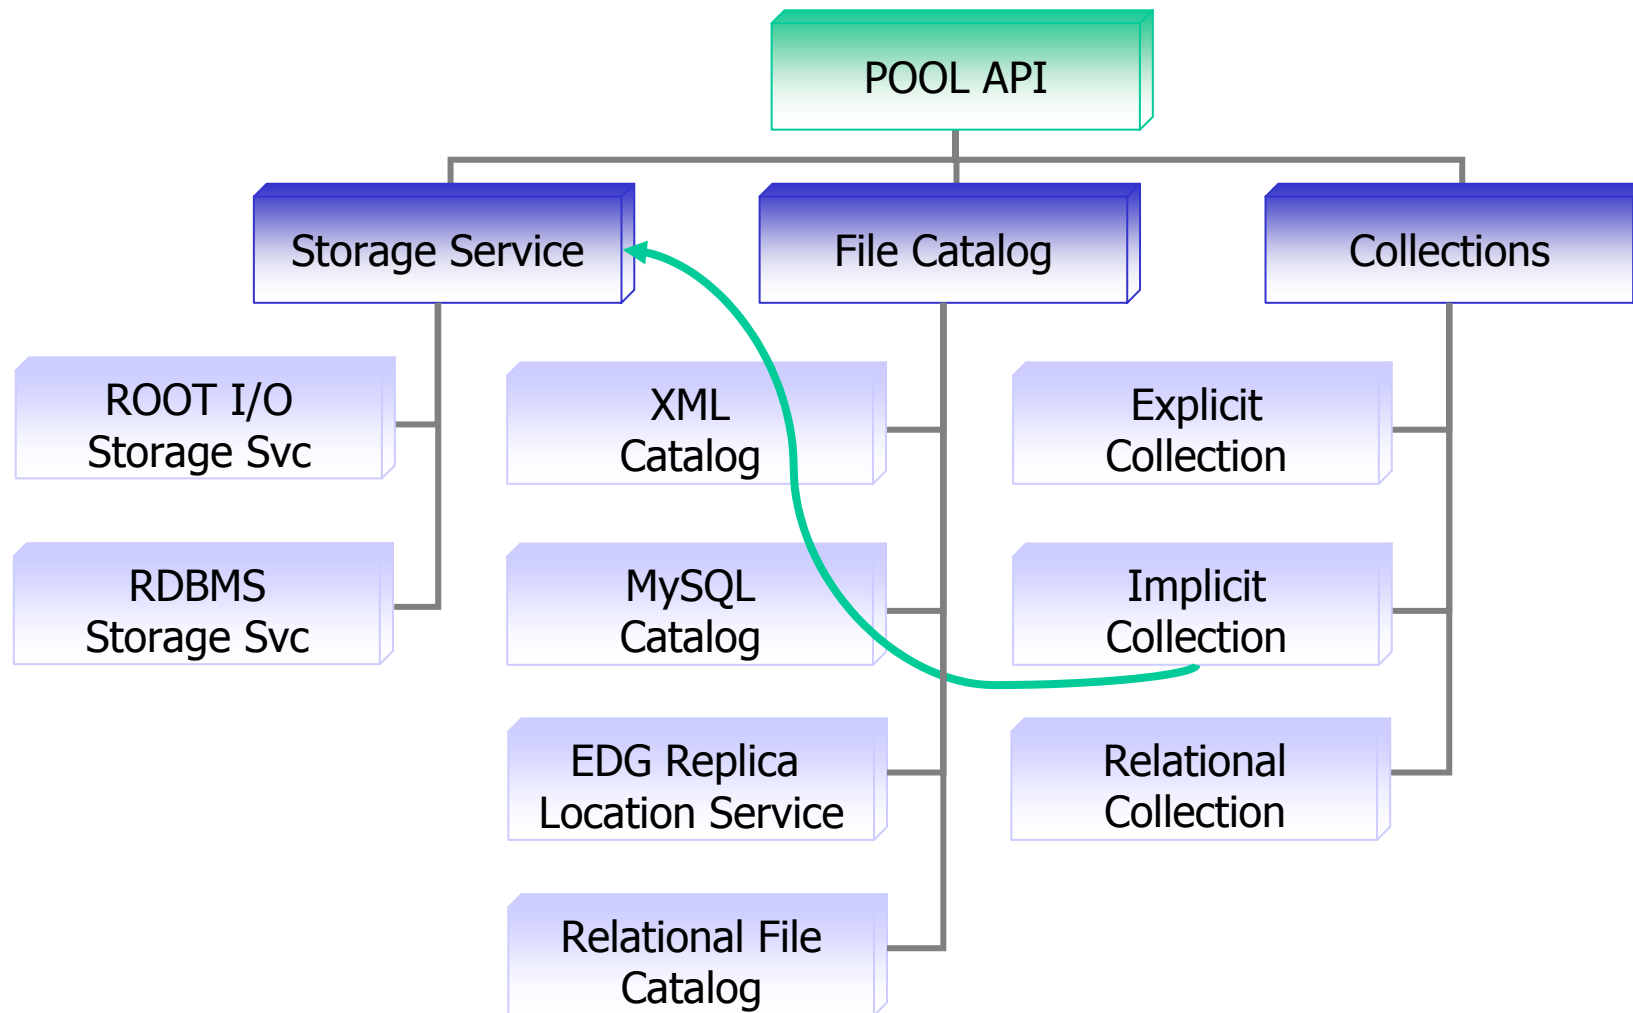 POOL API
Storage Service
File Catalog
Collections
ROOT I/O
Storage Svc
RDBMS
Storage Svc
XML
Catalog
MySQL
Catalog
EDG Replica
Location Service
Relational File
Catalog
Explicit
Collection
Implicit
Collection
Relational
Collection